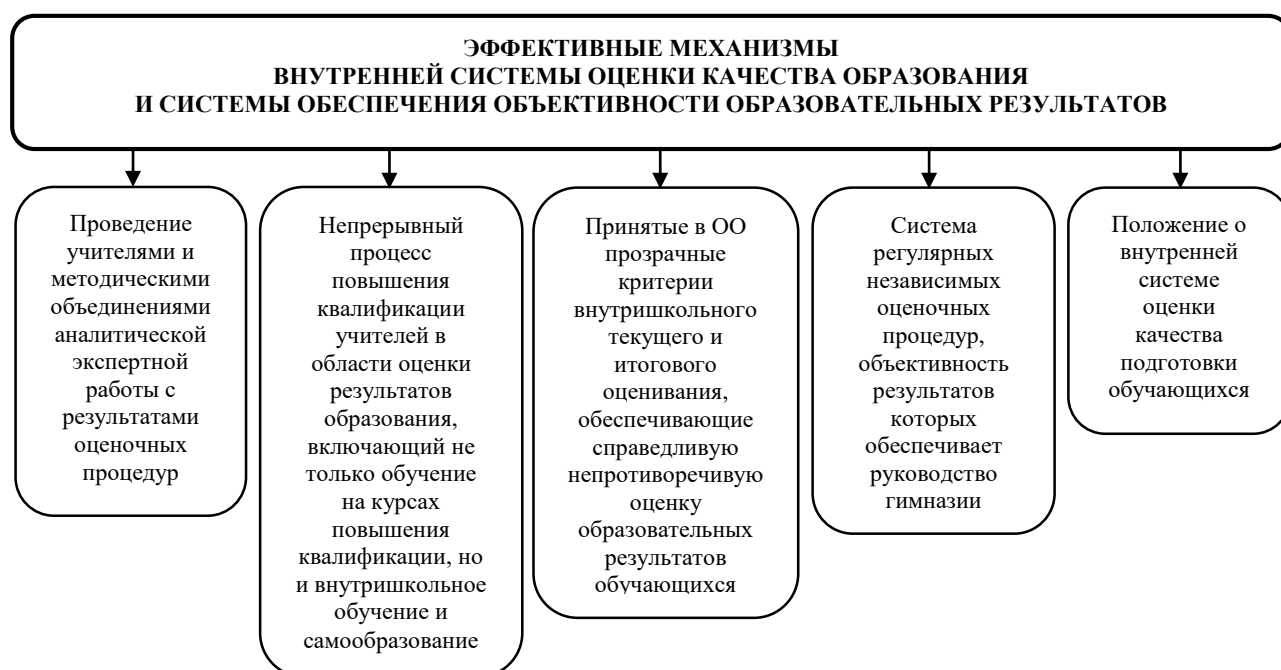 ЭФФЕКТИВНЫЕ МЕХАНИЗМЫ
ВНУТРЕННЕЙ СИСТЕМЫ ОЦЕНКИ КАЧЕСТВА ОБРАЗОВАНИЯ
И СИСТЕМЫ ОБЕСПЕЧЕНИЯ ОБЪЕКТИВНОСТИ ОБРАЗОВАТЕЛЬНЫХ РЕЗУЛЬТАТОВ
Проведение
учителями и
методическими
объединениями
аналитической
экспертной
работы с
результатами
оценочных
процедур
Непрерывный
процесс
повышения
квалификации
учителей в
области оценки
результатов
образования,
включающий не
только обучение
на курсах
повышения
квалификации, но
и внутришкольное
обучение и
самообразование
Принятые в ОО
прозрачные
критерии
внутришкольного
текущего и
итогового
оценивания,
обеспечивающие
справедливую
непротиворечивую
оценку
образовательных
результатов
обучающихся
Система
регулярных
независимых
оценочных
процедур,
объективность
результатов
которых
обеспечивает
руководство
гимназии
Положение о
внутренней
системе
оценки
качества
подготовки
обучающихся